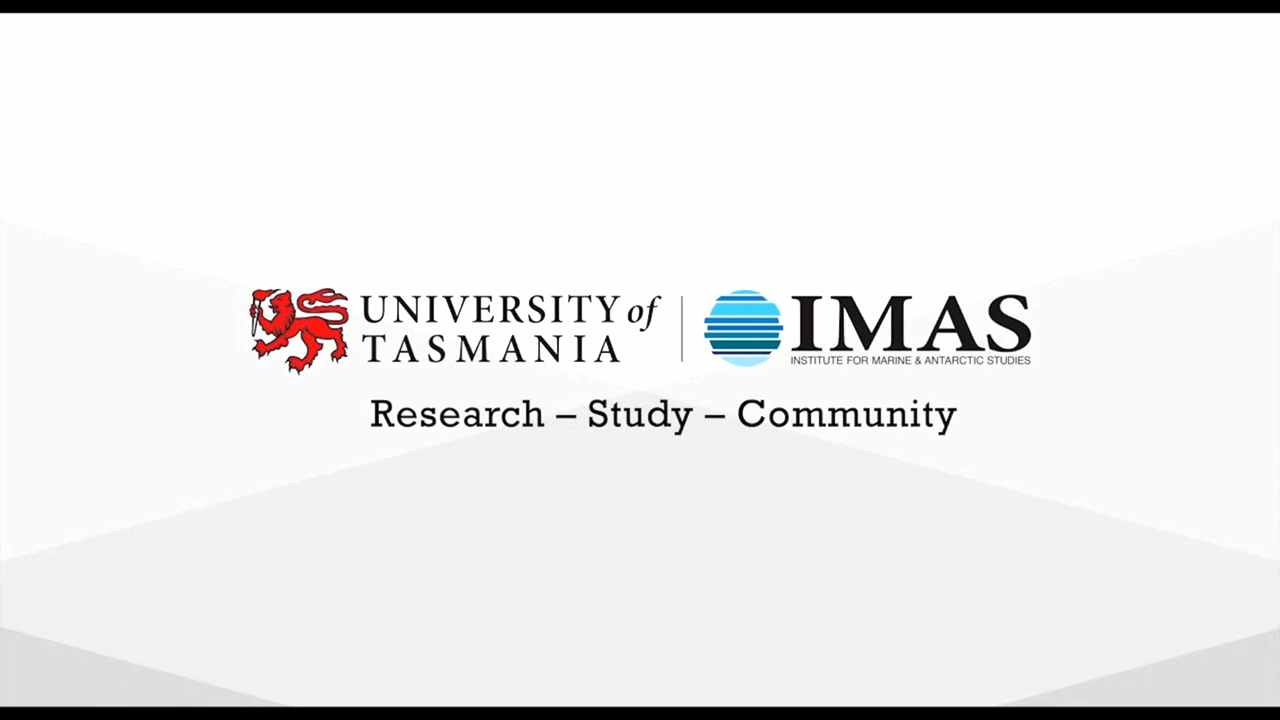 UNIVERSITY of
TASMANIA
IMAS
INSTITUTE FOR MARINE & ANTARCTIC STUDIES
Research – Study – Community